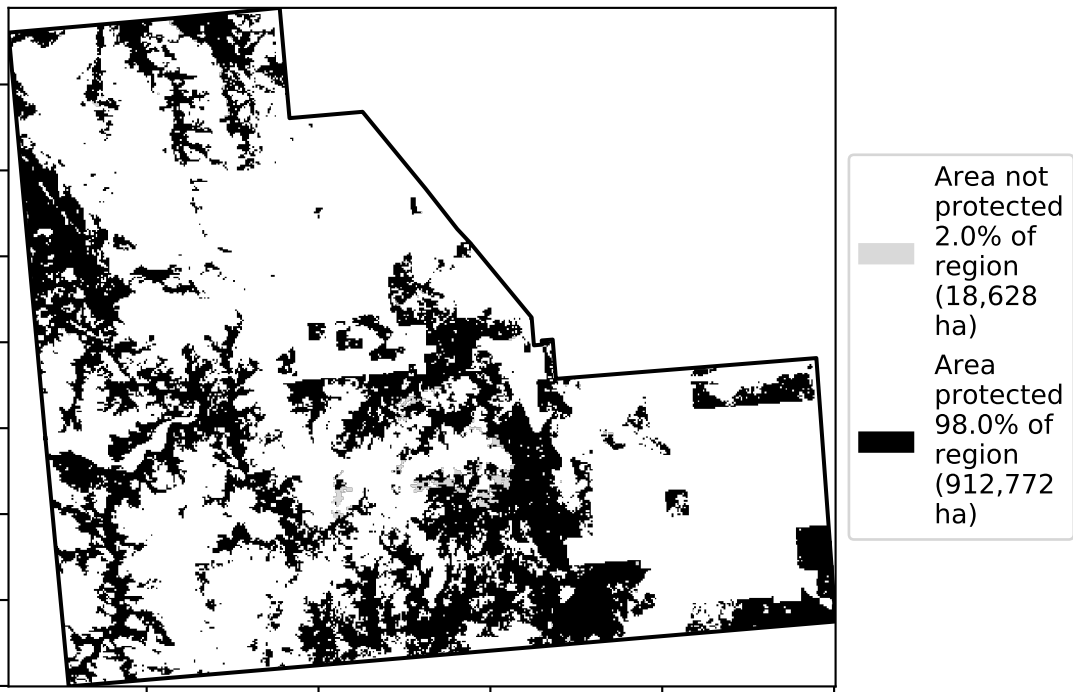 Area not
protected
2.0% of
region
(18,628
ha)
Area
protected
98.0% of
region
(912,772
ha)